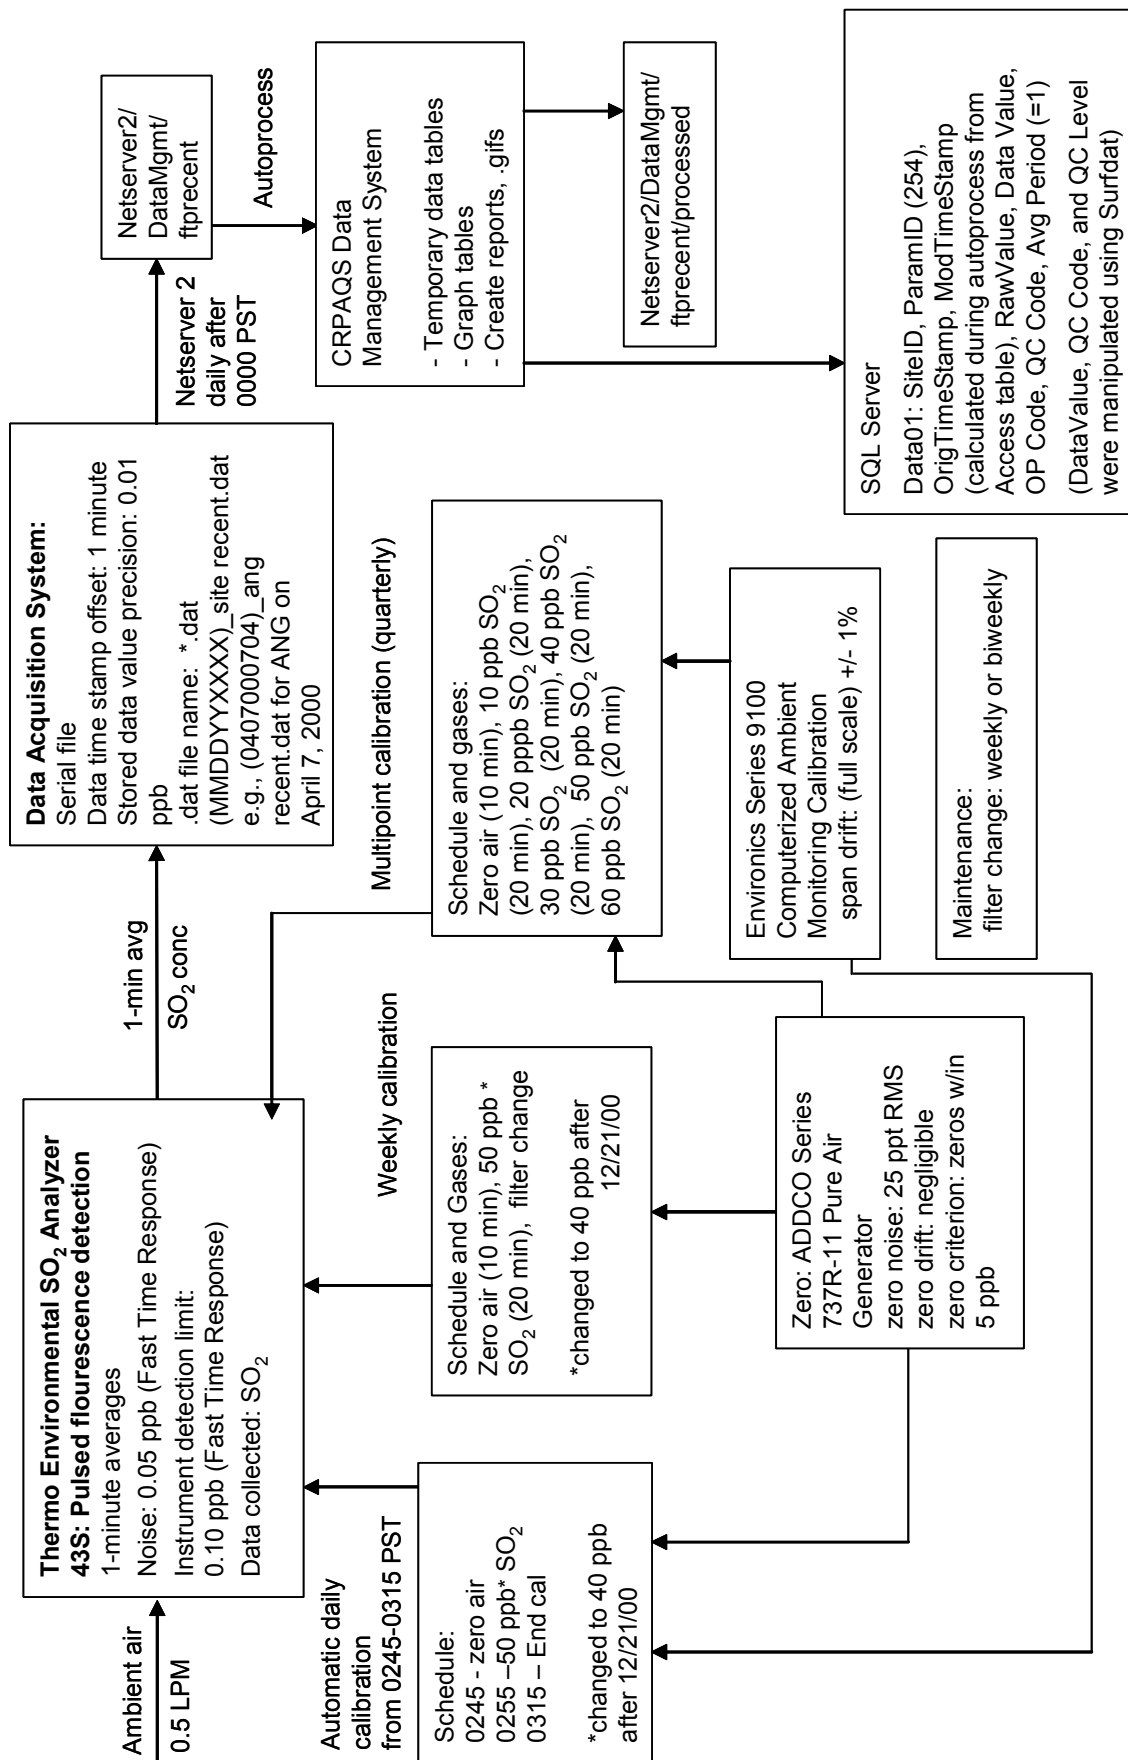 Ambient air
0.5 LPM
Thermo Environmental SO2 Analyzer
43S: Pulsed flourescence detection
1-minute averages
Noise: 0.05 ppb (Fast Time Response)
Instrument detection limit:
0.10 ppb (Fast Time Response)
Data collected: SO2
1-min avg
SO2 conc
Data Acquisition System:
Serial file
Data time stamp offset: 1 minute
Stored data value precision: 0.01
ppb
.dat file name: *.dat
(MMDDYYXXXX)_site recent.dat
e.g., (0407000704)_ang
recent.dat for ANG on
April 7, 2000
Netserver 2
daily after
0000 PST
Netserver2/
DataMgmt/
ftprecent
Autoprocess
CRPAQS Data
Management System
- Temporary data tables
- Graph tables
- Create reports, .gifs
Netserver2/DataMgmt/
ftprecent/processed
SQL Server
Data01: SiteID, ParamID (254),
OrigTimeStamp, ModTimeStamp
(calculated during autoprocess from
Access table), RawValue, Data Value,
OP Code, QC Code, Avg Period (=1)
(DataValue, QC Code, and QC Level
were manipulated using Surfdat)
Automatic daily
calibration
from 0245-0315 PST
Schedule:
0245 - zero air
0255 –50 ppb* SO2
0315 – End cal
*changed to 40 ppb
after 12/21/00
Weekly calibration
Schedule and Gases:
Zero air (10 min), 50 ppb *
SO2 (20 min), filter change
*changed to 40 ppb after
12/21/00
Multipoint calibration (quarterly)
Schedule and gases:
Zero air (10 min), 10 ppb SO2
(20 min), 20 pppb SO2 (20 min),
30 ppb SO2 (20 min), 40 ppb SO2
(20 min), 50 ppb SO2 (20 min),
60 ppb SO2 (20 min)
Zero: ADDCO Series
737R-11 Pure Air
Generator
zero noise: 25 ppt RMS
zero drift: negligible
zero criterion: zeros w/in
5 ppb
Environics Series 9100
Computerized Ambient
Monitoring Calibration
span drift: (full scale) +/- 1%
Maintenance:
filter change: weekly or biweekly